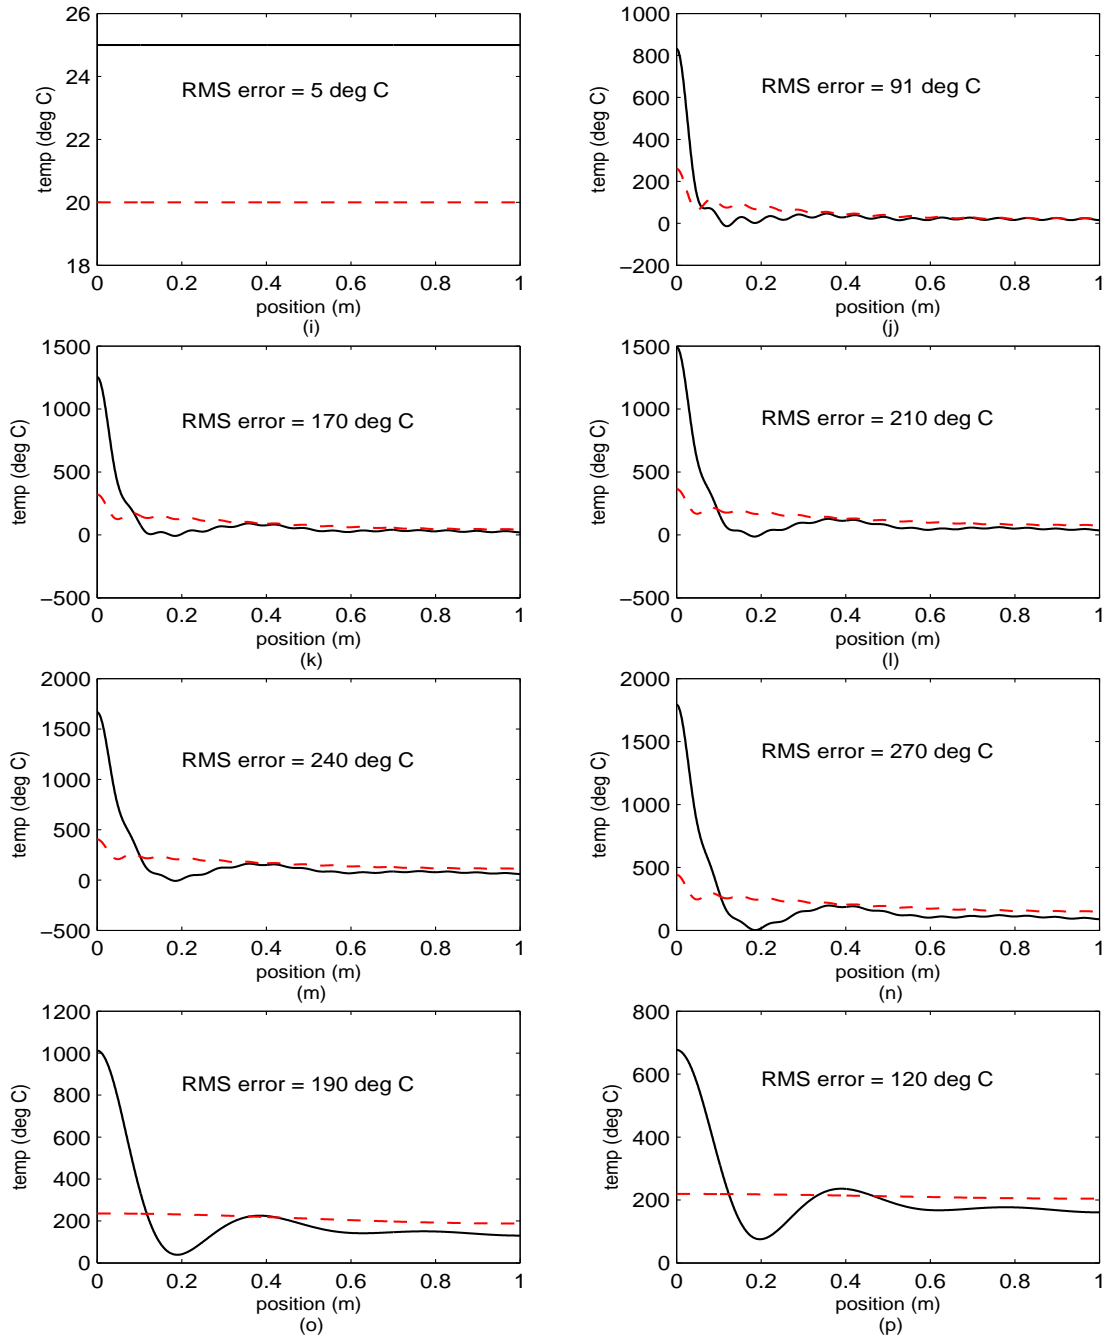 26
24
22
20
18
temp (deg C)
RMS error = 5 deg C
0 0.2 0.4 0.6 0.8 1
position (m)
(i)
1000
800
600
400
200
0
−200
temp (deg C)
RMS error = 91 deg C
0 0.2 0.4 0.6 0.8 1
position (m)
(j)
1500
1000
500
0
−500
temp (deg C)
RMS error = 170 deg C
0 0.2 0.4 0.6 0.8 1
position (m)
(k)
1500
1000
500
0
−500
temp (deg C)
RMS error = 210 deg C
0 0.2 0.4 0.6 0.8 1
position (m)
(l)
2000
1500
1000
500
0
−500
temp (deg C)
RMS error = 240 deg C
0 0.2 0.4 0.6 0.8 1
position (m)
(m)
2000
1500
1000
500
0
temp (deg C)
RMS error = 270 deg C
0 0.2 0.4 0.6 0.8 1
position (m)
(n)
1200
1000
800
600
400
200
0
temp (deg C)
RMS error = 190 deg C
0 0.2 0.4 0.6 0.8 1
position (m)
(o)
800
600
400
200
0
temp (deg C)
RMS error = 120 deg C
0 0.2 0.4 0.6 0.8 1
position (m)
(p)